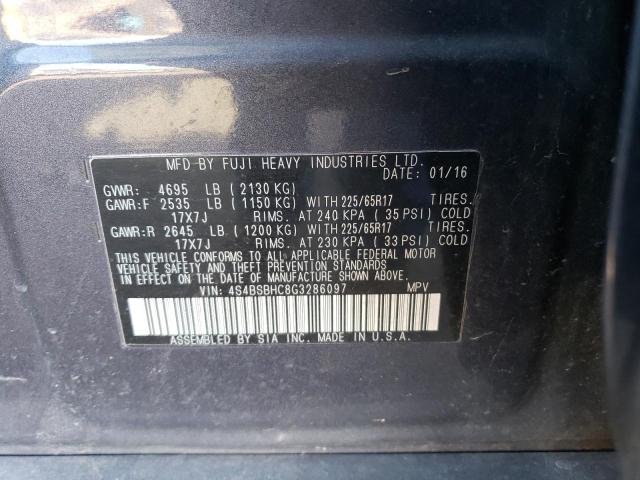 MFD BY FUJI HEAVY INDUSTRIES LTD.
DATE: 01/16
GVWR: 4695 LB ( 2130 KG)
GAWR:F 2535 LB ( 1150 KG) WITH 225/65R17 TIRES.
17X7J RIMS. AT 240 KPA ( 35 PSI) COLD
GAWR:R 2645 LB ( 1200 KG) WITH 225/65R17 TIRES.
17X7J RIMS. AT 230 KPA ( 33 PSI) COLD
THIS VEHICLE CONFORMS TO ALL APPLICABLE FEDERAL MOTOR
VEHICLE SAFETY AND THEFT PREVENTION STANDARDS
IN EFFECT ON THE DATE OF MANUFACTURE SHOWN ABOVE.
VIN: 4S4BSBHC8G3286097 MPV
ASSEMBLED BY SIA INC. MADE IN U.S.A.